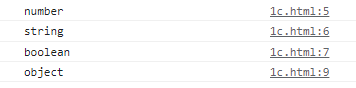 number 1c.html:5
string 1c.html:6
boolean 1c.html:7
object 1c.html:9